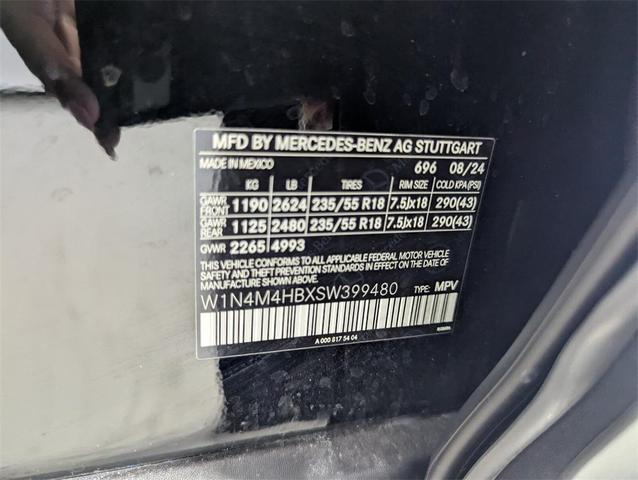 MFD BY MERCEDES-BENZ AG STUTTGART
MADE IN MEXICO 696 08/24
KG LB TIRES RIM SIZE COLD KPA(PSI)
GAWR FRONT 1190 2624 235/55 R18 7.5Jx18 290(43)
GAWR REAR 1125 2480 235/55 R18 7.5Jx18 290(43)
GVWR 2265 4993
THIS VEHICLE CONFORMS TO ALL APPLICABLE FEDERAL MOTOR VEHICLE
SAFETY, BUMPER, AND THEFT PREVENTION STANDARDS
IN EFFECT ON THE DATE OF MANUFACTURE
SHOWN ABOVE.
W1N4M4HBXSW399480 TYPE: MPV
A 000 817 54 04